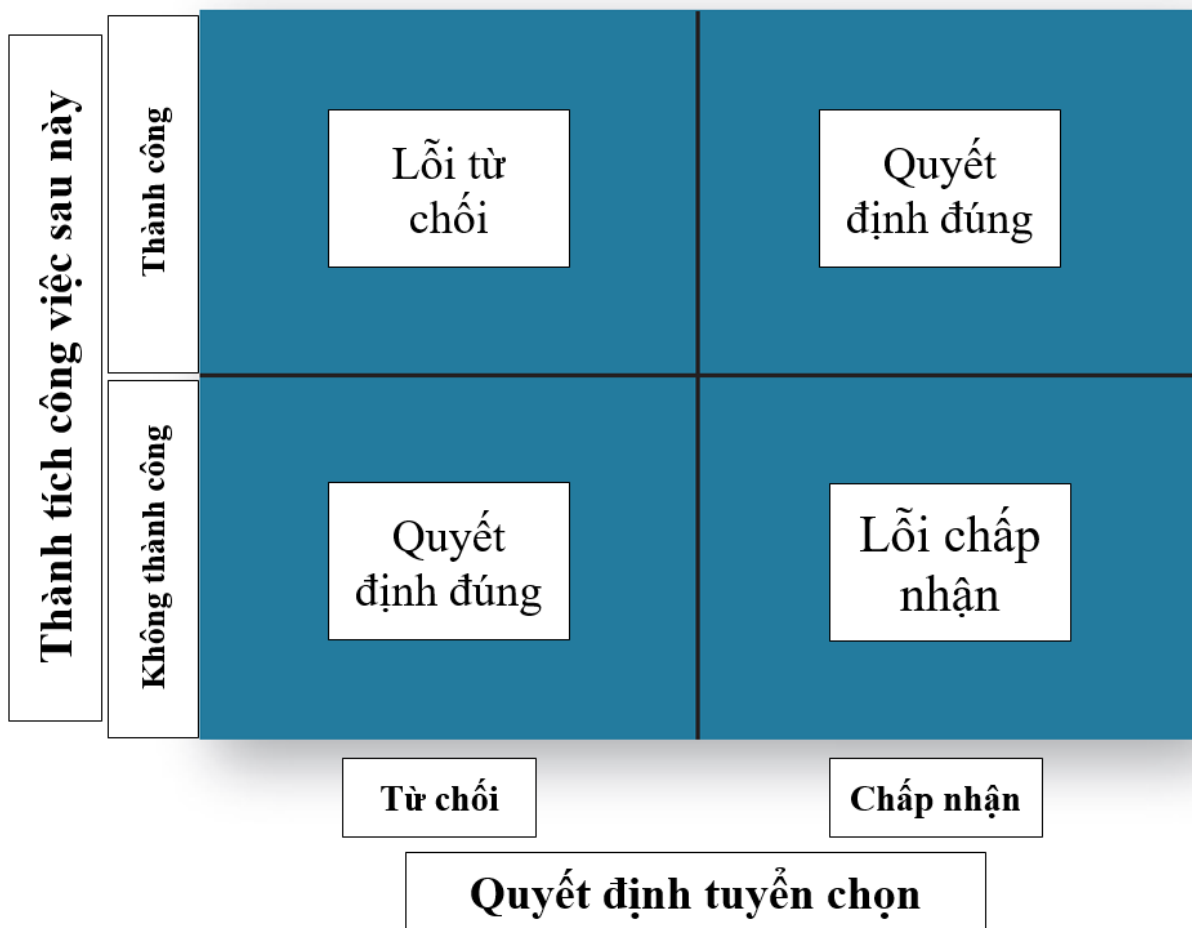 Thành tích công việc sau này
Thành công
Lỗi từ
chối
Quyết
định đúng
Không thành công
Quyết
định đúng
Lỗi chấp
nhận
Từ chối
Chấp nhận
Quyết định tuyển chọn